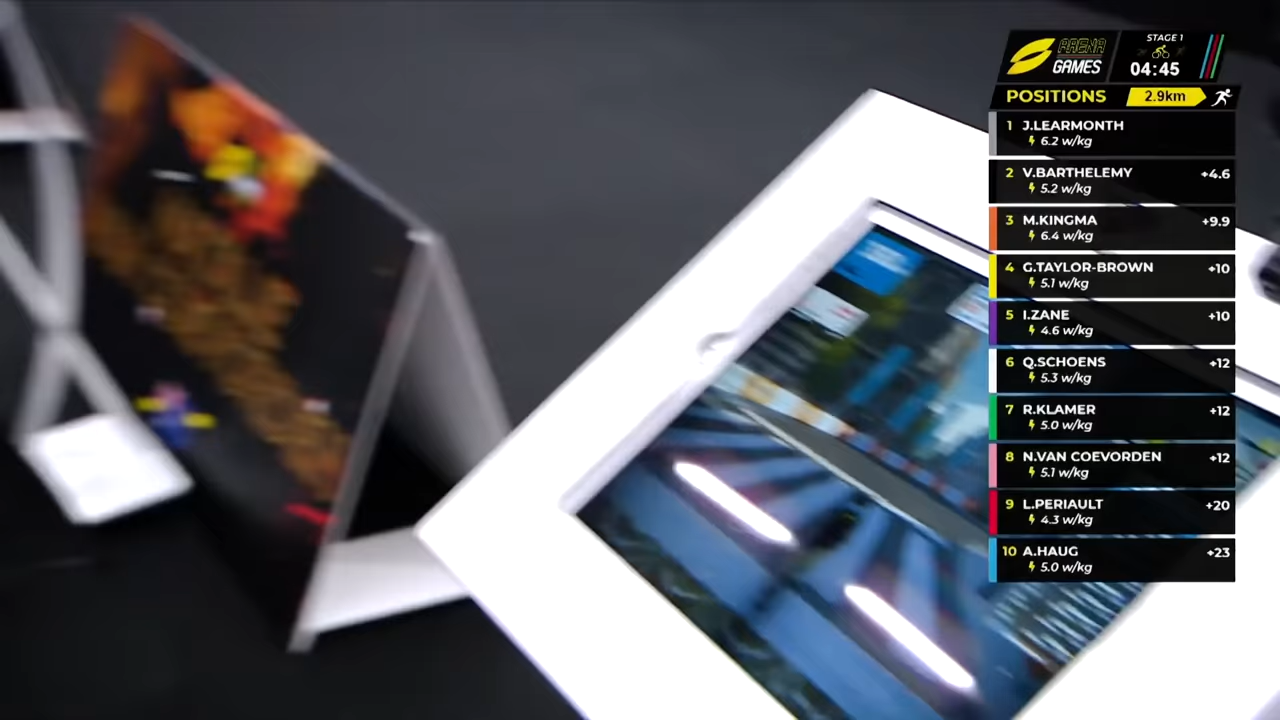 ARENA
GAMES
STAGE 1
04:45
POSITIONS 2.9km
1 J.LEARMONTH
6.2 w/kg
2 V.BARTHELEMY +4.6
5.2 w/kg
3 M.KINGMA +9.9
6.4 w/kg
4 G.TAYLOR-BROWN +10
5.1 w/kg
5 I.ZANE +10
4.6 w/kg
6 Q.SCHOENS +12
5.3 w/kg
7 R.KLAMER +12
5.0 w/kg
8 N.VAN COEVORDEN +12
5.1 w/kg
9 L.PERIAULT +20
4.3 w/kg
10 A.HAUG +23
5.0 w/kg